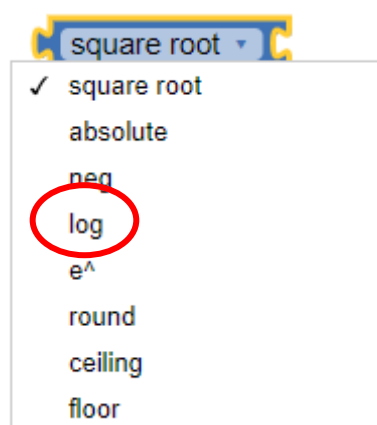 square root
✓ square root
absolute
neg
log
e^
round
ceiling
floor